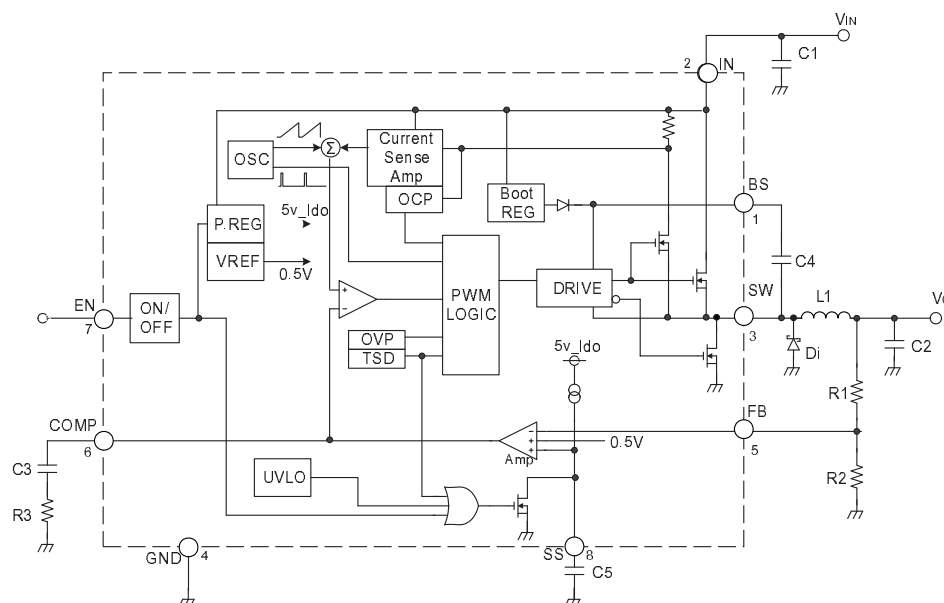 VIN
C1
2
IN
OSC
Σ
Current
Sense
Amp
OCP
Boot
REG
BS
1
5v_ldo
P.REG
VREF
0.5V
C4
EN
7
ON/
OFF
+
-
PWM
LOGIC
DRIVE
SW
3
L1
Di
C2
OVP
TSD
5v_ldo
R1
COMP
6
FB
5
-
+
+
0.5V
Amp
C3
R3
UVLO
R2
GND
4
SS
8
C5